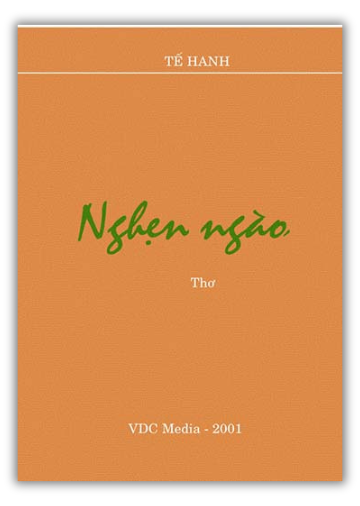 TẾ HANH
Nghẹn ngào
Thơ
VDC Media - 2001